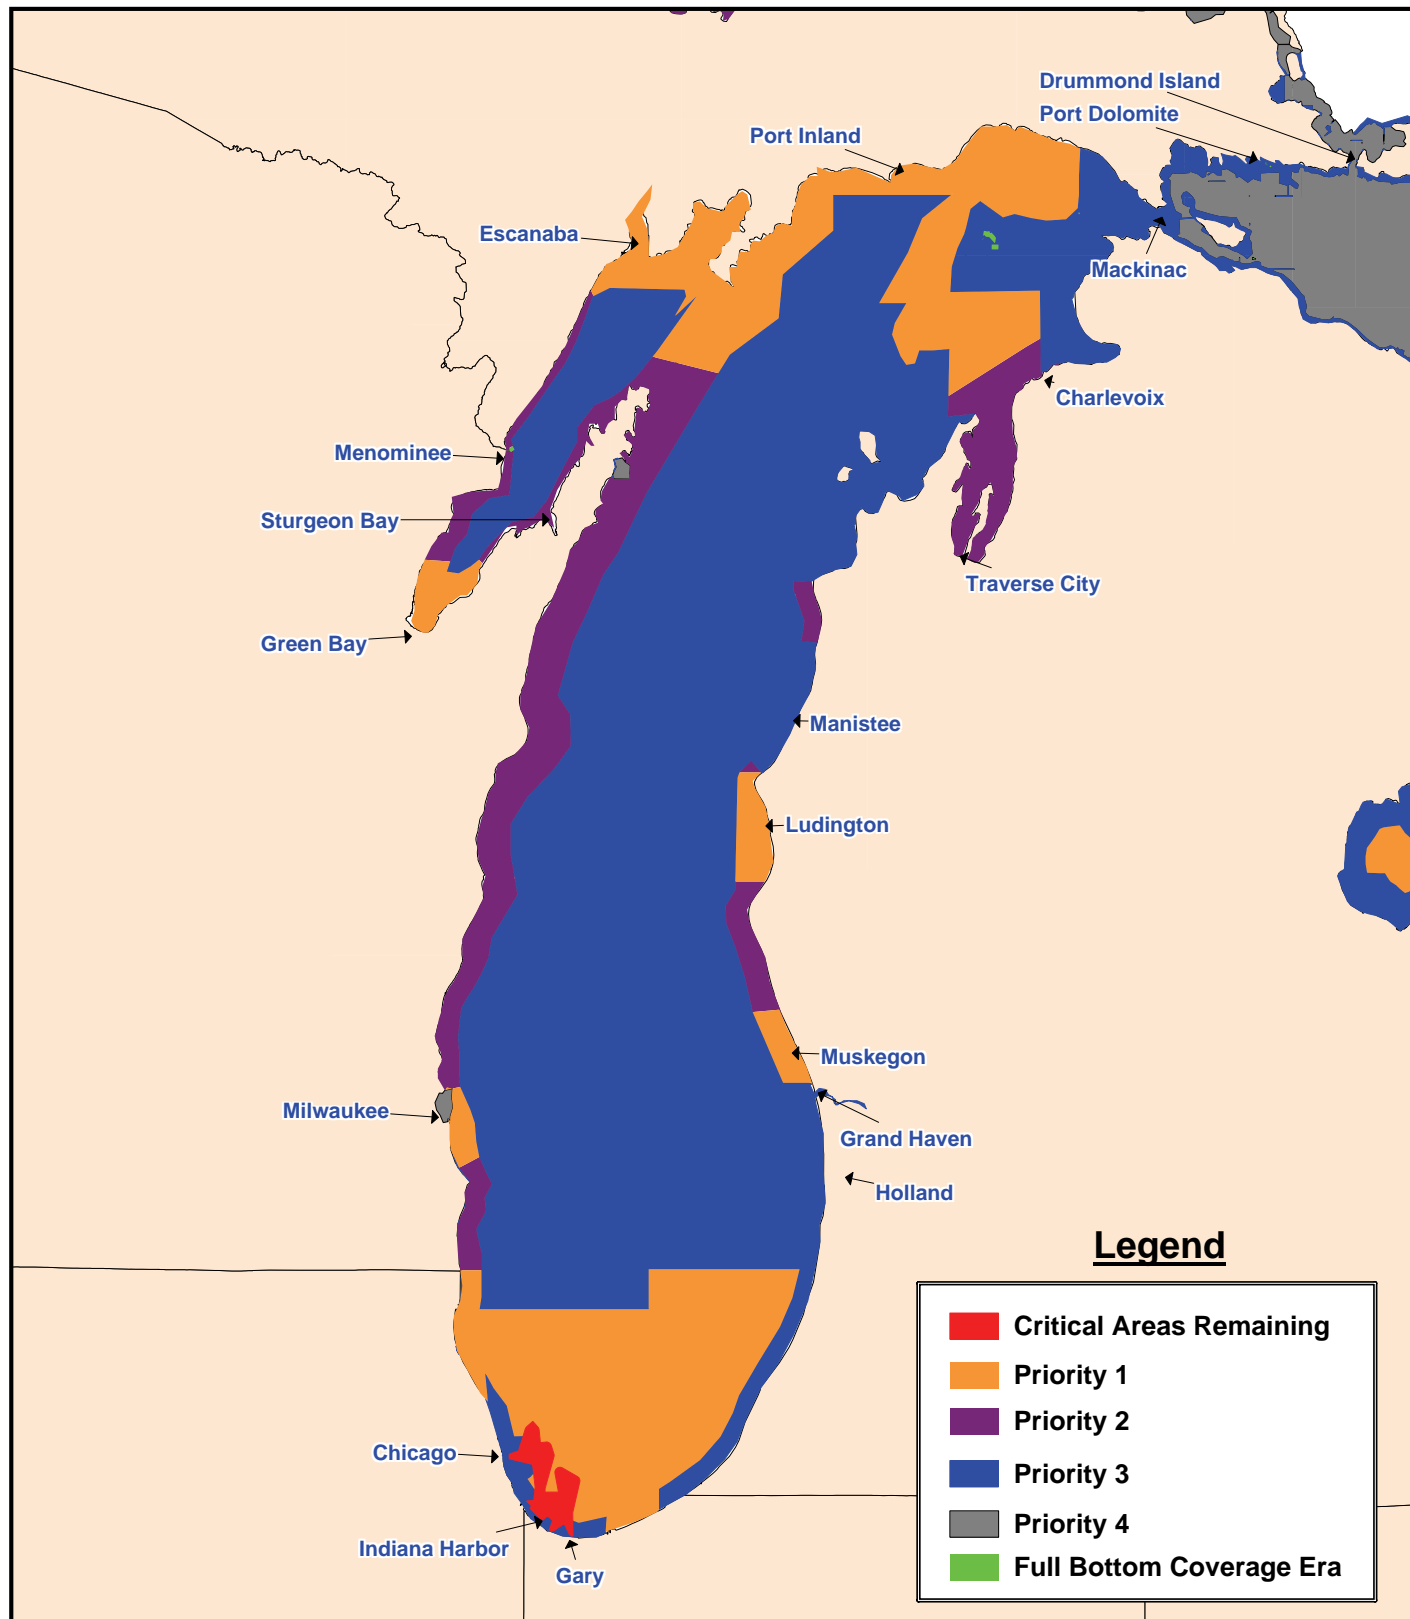 Drummond Island
Port Dolomite
Port Inland
Escanaba
Mackinac
Charlevoix
Menominee
Sturgeon Bay
Traverse City
Green Bay
Manistee
Ludington
Muskegon
Milwaukee
Grand Haven
Holland
Chicago
Indiana Harbor
Gary
Legend
Critical Areas Remaining
Priority 1
Priority 2
Priority 3
Priority 4
Full Bottom Coverage Era